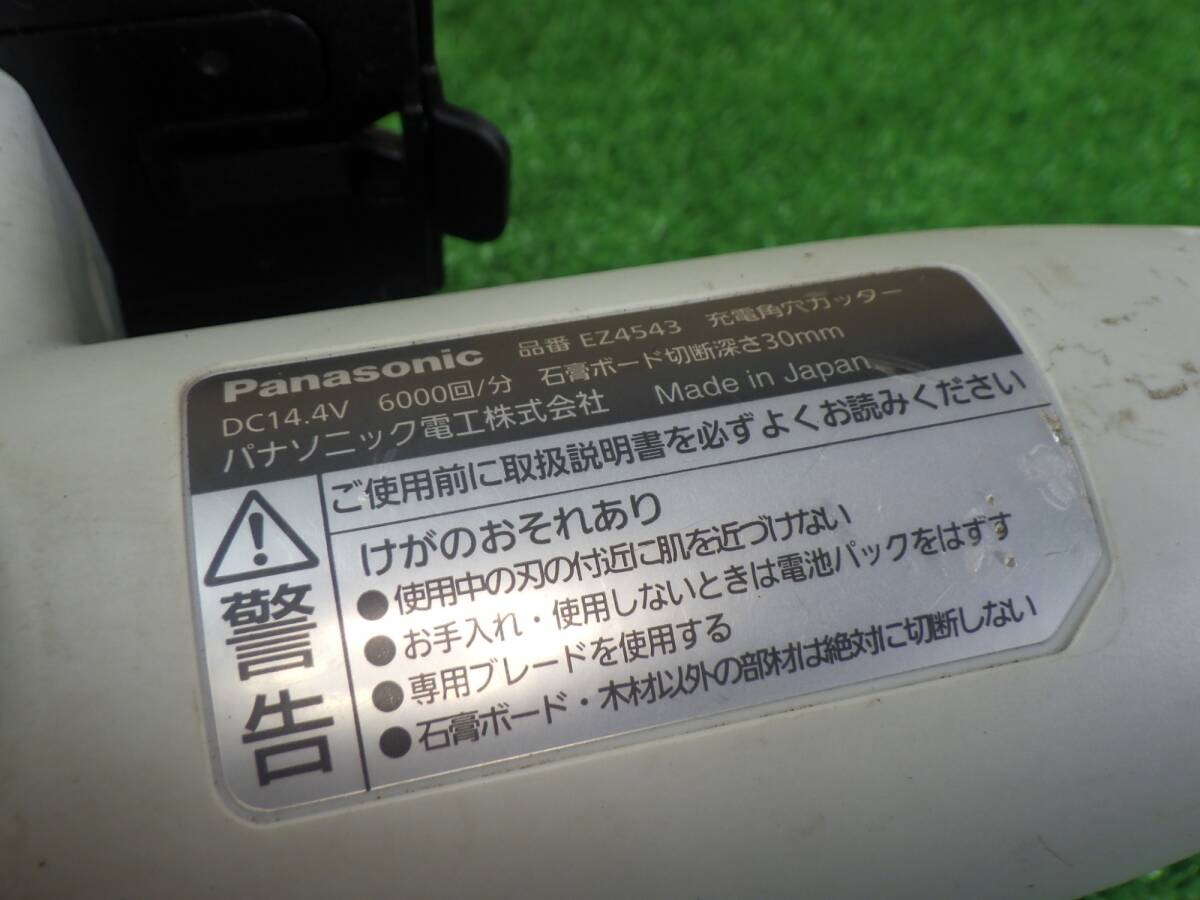 Panasonic 品番 EZ4543 充電角穴カッター
DC14.4V 6000回/分 石膏ボード切断深さ30mm
パナソニック電工株式会社 Made in Japan
警告
ご使用前に取扱説明書を必ずよくお読みください
けがのおそれあり
●使用中の刃の付近に肌を近づけない
●お手入れ・使用しないときは電池パックをはずす
●専用ブレードを使用する
●石膏ボード・木材以外の部材は絶対に切断しない